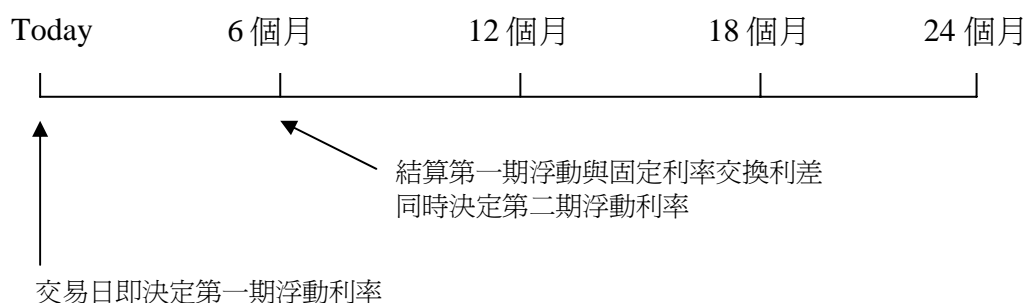 Today 6 個月 12 個月 18 個月 24 個月
結算第一期浮動與固定利率交換利差
同時決定第二期浮動利率
交易日即決定第一期浮動利率